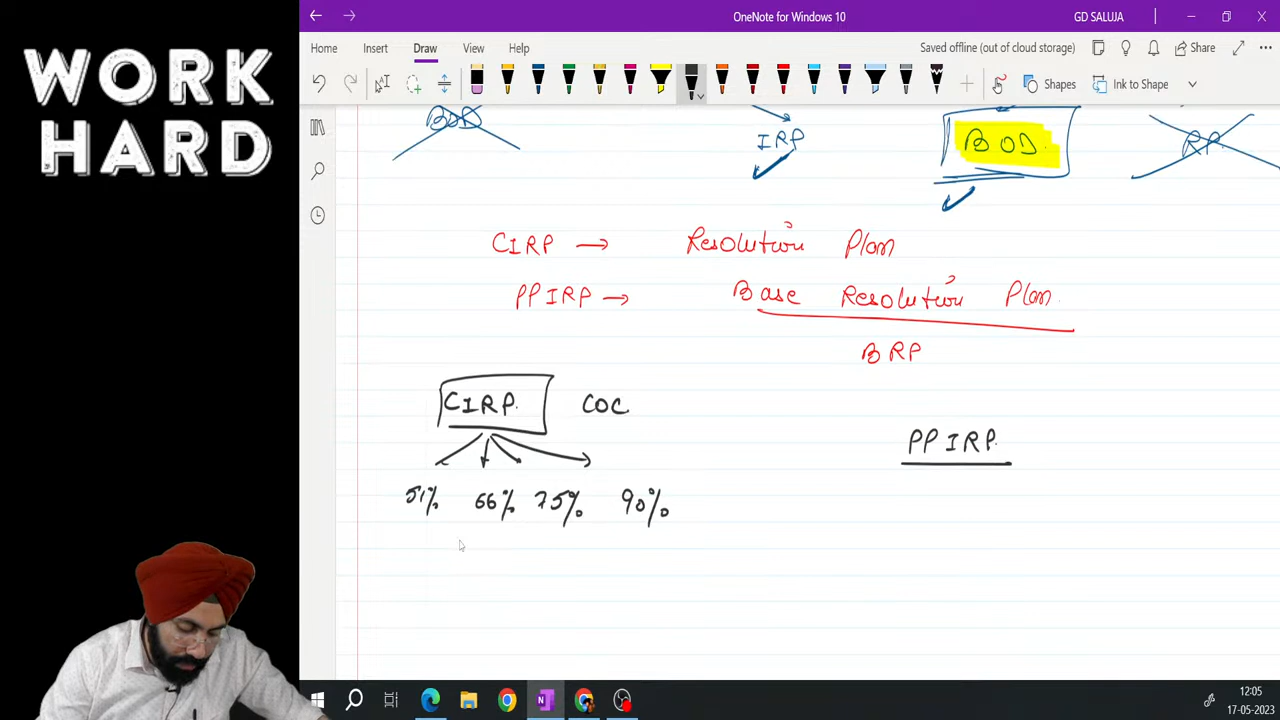 WORK
HARD
OneNote for Windows 10
GD SALUJA
Home Insert Draw View Help
Saved offline (out of cloud storage)
Share
Shapes
Ink to Shape
BOD
IRP
BOD
RP
CIRP → Resolution Plan
PPIRP → Base Resolution Plan
BRP
CIRP. COC
PPIRP.
51% 66% 75% 90%
12:05
17-05-2023